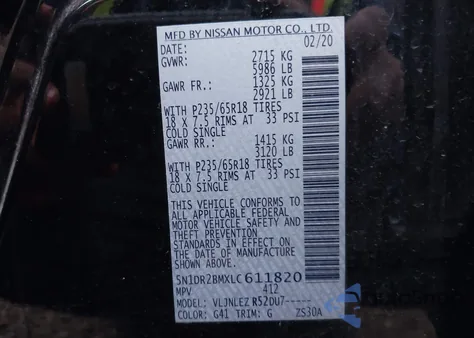 MFD BY NISSAN MOTOR CO., LTD.
DATE: 02/20
GVWR: 2715 KG
5986 LB
GAWR FR.: 1325 KG
2921 LB
WITH P235/65R18 TIRES
18 X 7.5 RIMS AT 33 PSI
COLD SINGLE
GAWR RR.: 1415 KG
3120 LB
WITH P235/65R18 TIRES
18 X 7.5 RIMS AT 33 PSI
COLD SINGLE
THIS VEHICLE CONFORMS TO
ALL APPLICABLE FEDERAL
MOTOR VEHICLE SAFETY
AND THEFT PREVENTION
STANDARDS IN EFFECT ON
THE DATE OF MANUFACTURE
SHOWN ABOVE.
5N1DR2BMXLC611820
MPV 412
MODEL: VLJNLEZ R52DU7-----
COLOR: G41 TRIM: G ZS30A